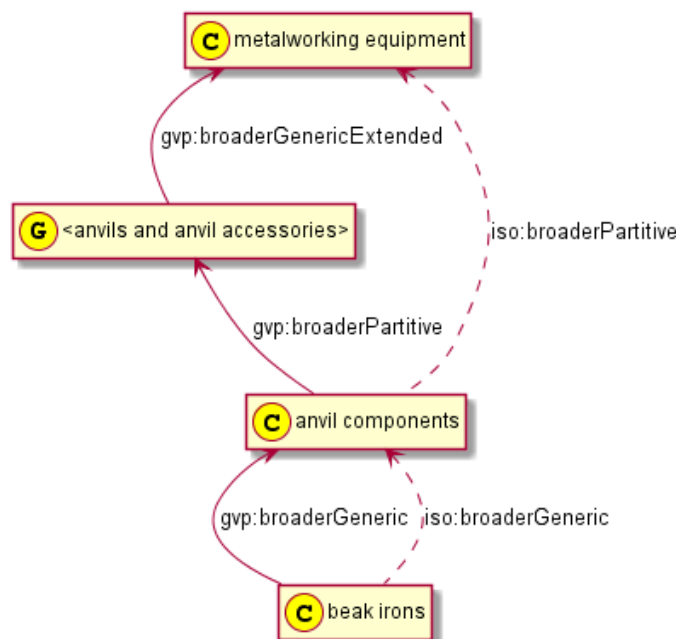 C metalworking equipment
gvp:broaderGenericExtended
G <anvils and anvil accessories>
iso:broaderPartitive
gvp:broaderPartitive
C anvil components
gvp:broaderGeneric iso:broaderGeneric
C beak irons